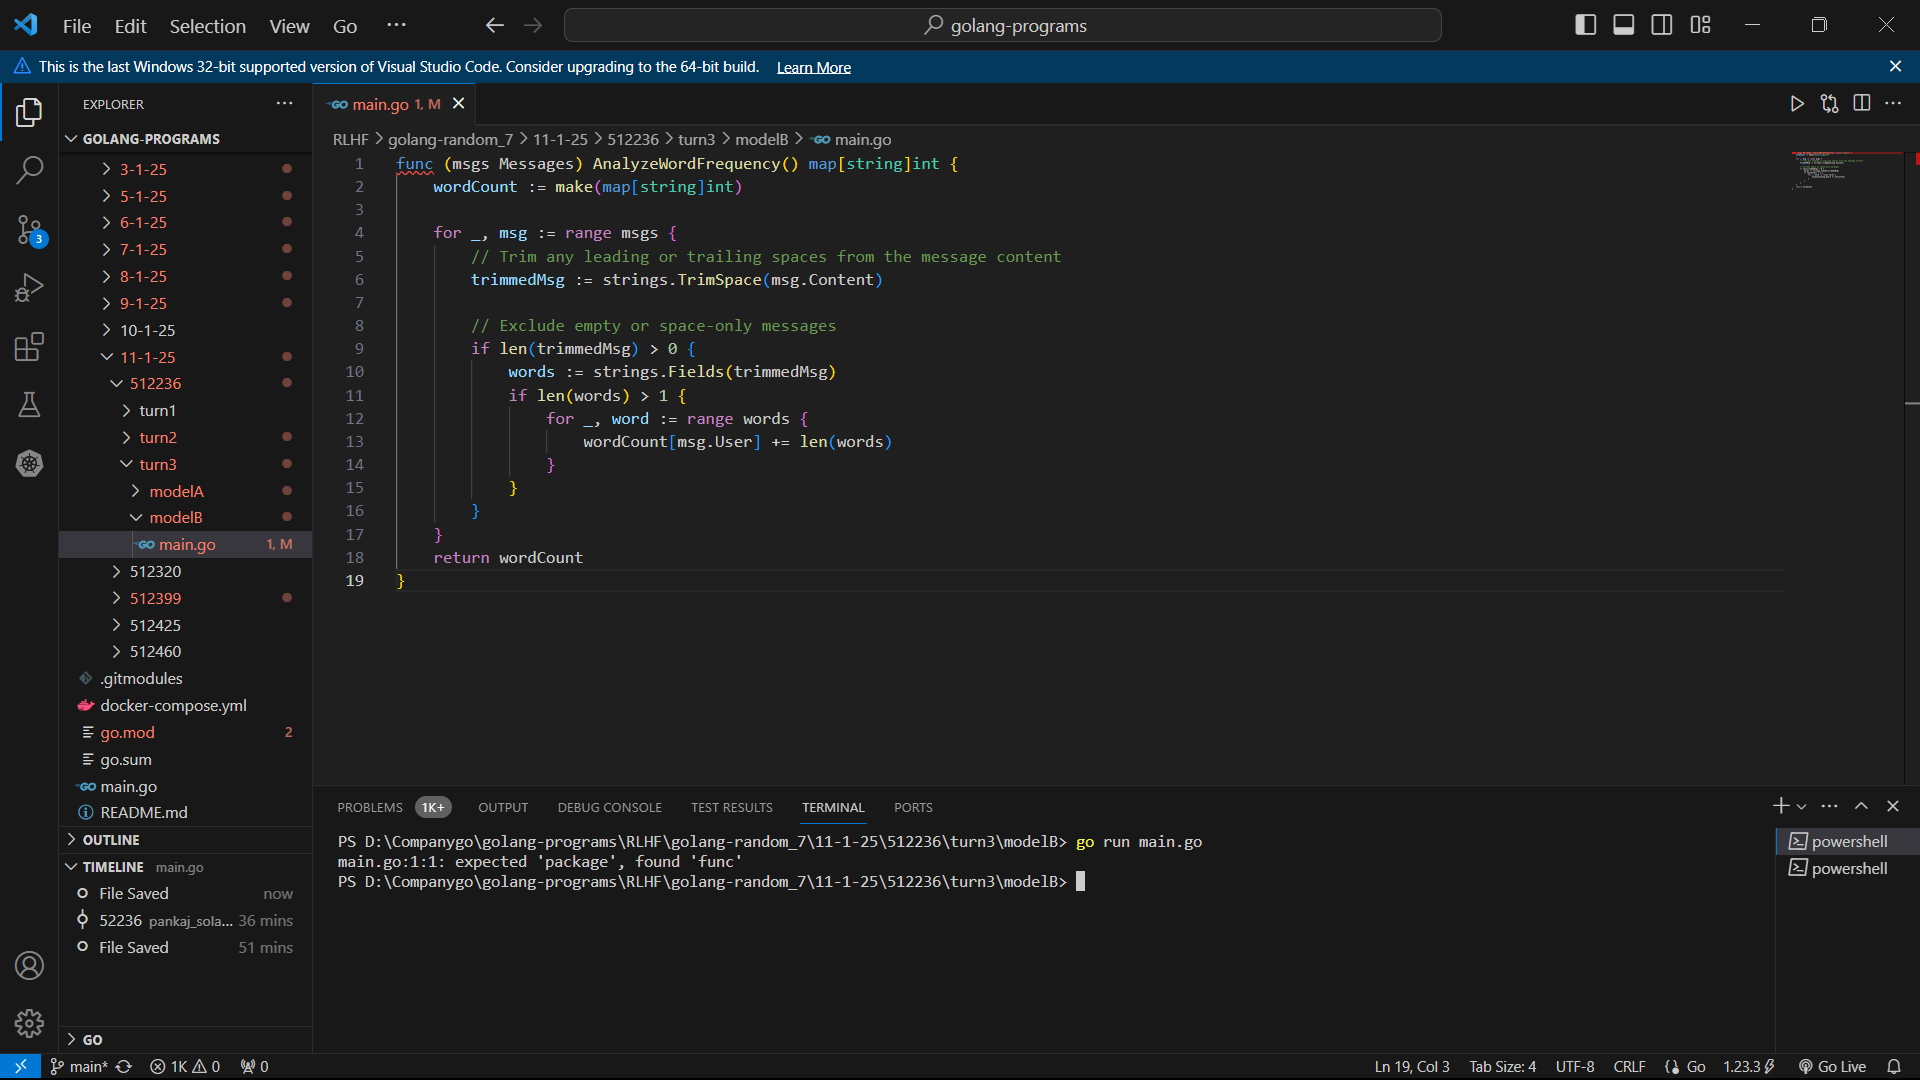 File Edit Selection View Go ··· golang-programs
This is the last Windows 32-bit supported version of Visual Studio Code. Consider upgrading to the 64-bit build. Learn More
EXPLORER ···
GOLANG-PROGRAMS
3-1-25
5-1-25
6-1-25
7-1-25
8-1-25
9-1-25
10-1-25
11-1-25
512236
turn1
turn2
turn3
modelA
modelB
GO main.go 1, M
512320
512399
512425
512460
.gitmodules
docker-compose.yml
go.mod 2
go.sum
GO main.go
README.md
OUTLINE
TIMELINE main.go
File Saved now
52236 pankaj_sola... 36 mins
File Saved 51 mins
GO
GO main.go 1, M
RLHF > golang-random_7 > 11-1-25 > 512236 > turn3 > modelB > GO main.go
1 func (msgs Messages) AnalyzeWordFrequency() map[string]int {
2 wordCount := make(map[string]int)
3
4 for _, msg := range msgs {
5 // Trim any leading or trailing spaces from the message content
6 trimmedMsg := strings.TrimSpace(msg.Content)
7
8 // Exclude empty or space-only messages
9 if len(trimmedMsg) > 0 {
10 words := strings.Fields(trimmedMsg)
11 if len(words) > 1 {
12 for _, word := range words {
13 wordCount[msg.User] += len(words)
14 }
15 }
16 }
17 }
18 return wordCount
19 }
PROBLEMS 1K+ OUTPUT DEBUG CONSOLE TEST RESULTS TERMINAL PORTS
PS D:\Companygo\golang-programs\RLHF\golang-random_7\11-1-25\512236\turn3\modelB> go run main.go
main.go:1:1: expected 'package', found 'func'
PS D:\Companygo\golang-programs\RLHF\golang-random_7\11-1-25\512236\turn3\modelB>
powershell
powershell
3
main* 1K 0 0 Ln 19, Col 3 Tab Size: 4 UTF-8 CRLF Go 1.23.3 Go Live